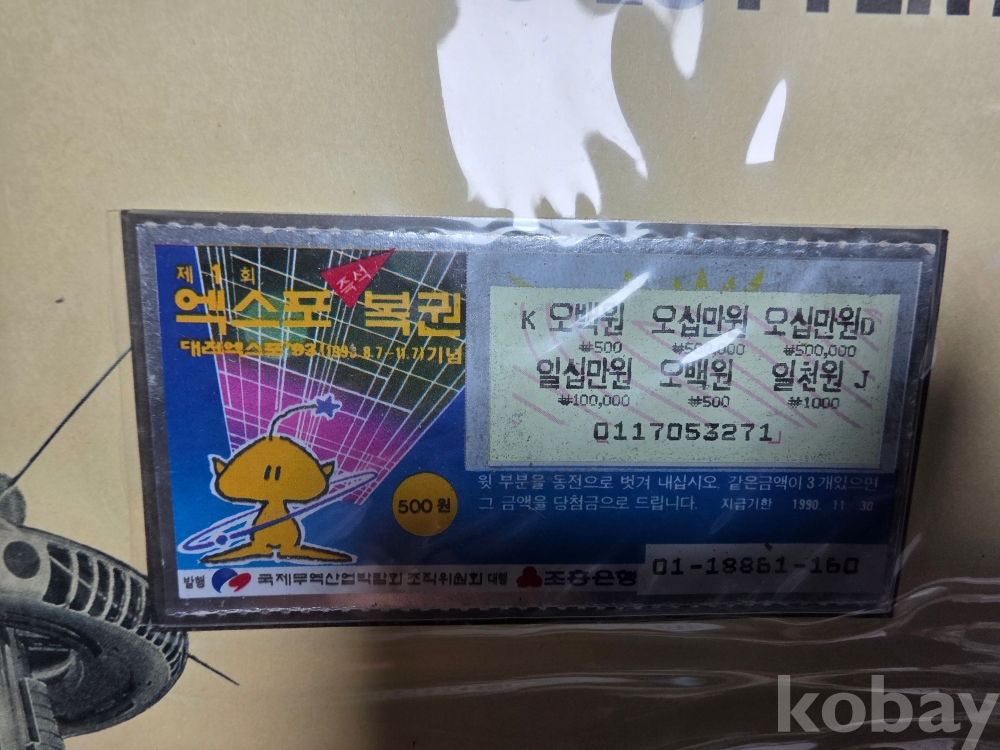 제 1 회
즉석
엑스포 복권
대전엑스포'93 (1993.8.7-11.7) 기념
500원
K 오백원 오십만원 오십만원 D
₩500 ₩500,000 ₩500,000
일십만원 오백원 일천원 J
₩100,000 ₩500 ₩1000
0117053271
윗 부분을 동전으로 벗겨 내십시오. 같은금액이 3개있으면
그 금액을 당첨금으로 드립니다. 지급기한 1990. 11. 30
발행 국제무역산업박람회 조직위원회 대행 조흥은행
01-18861-160
kobay